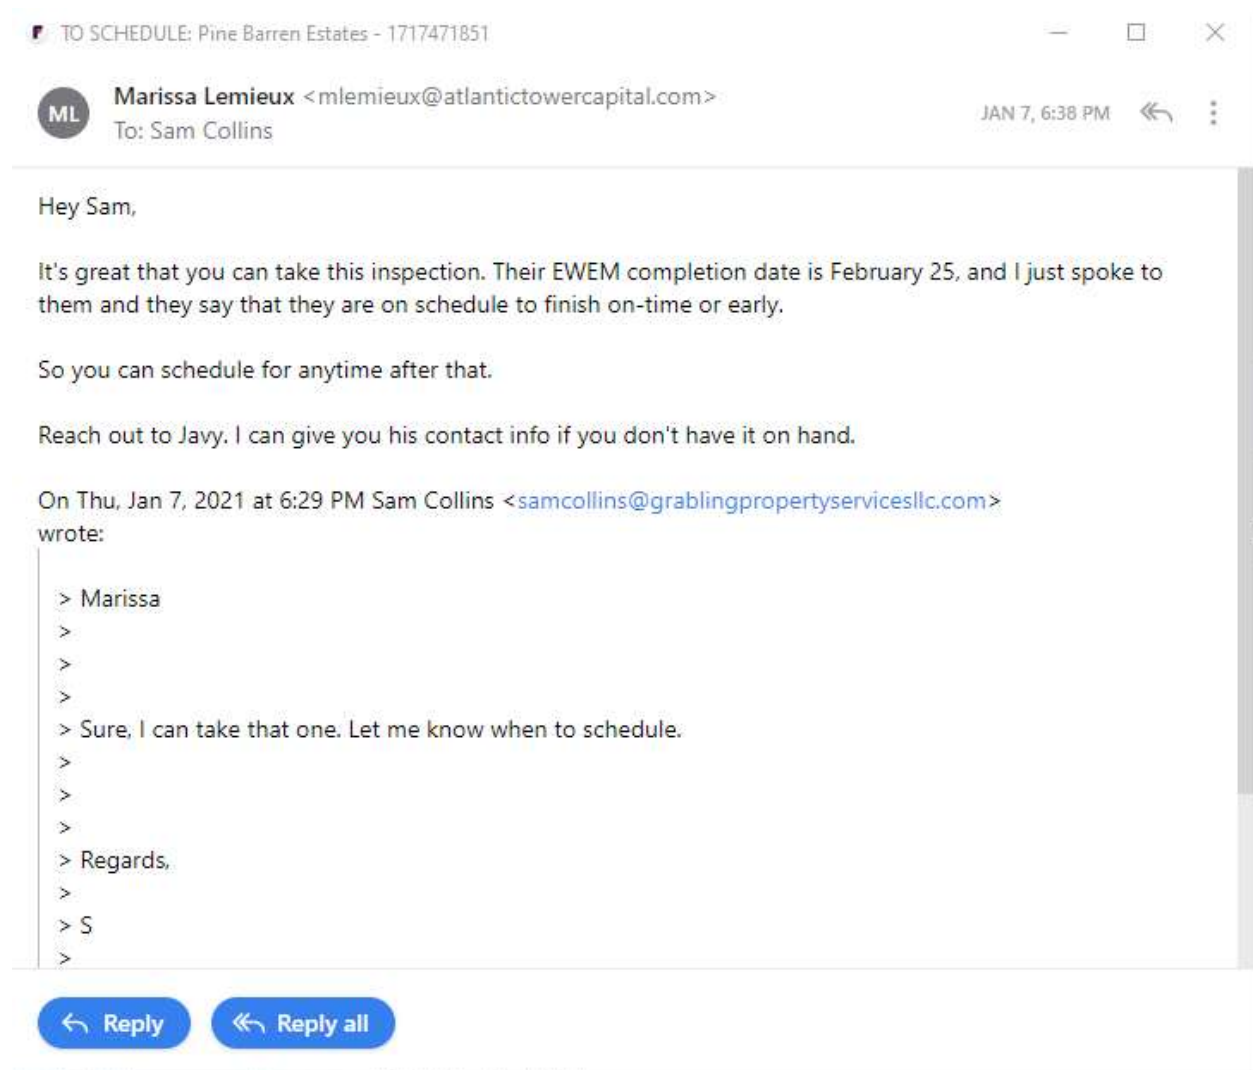 TO SCHEDULE: Pine Barren Estates - 1717471851
ML
Marissa Lemieux <mlemieux@atlantictowercapital.com>
To: Sam Collins
JAN 7, 6:38 PM
Hey Sam,
It's great that you can take this inspection. Their EWEM completion date is February 25, and I just spoke to
them and they say that they are on schedule to finish on-time or early.
So you can schedule for anytime after that.
Reach out to Javy. I can give you his contact info if you don't have it on hand.
On Thu, Jan 7, 2021 at 6:29 PM Sam Collins <samcollins@grablingpropertyservicesllc.com>
wrote:
> Marissa
>
>
>
> Sure, I can take that one. Let me know when to schedule.
>
>
>
> Regards,
>
> S
>
Reply
Reply all